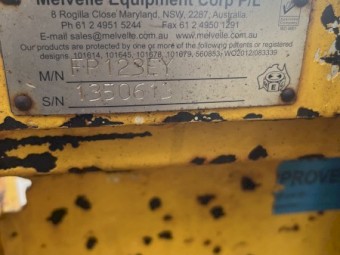 Melvelle Equipment Corp P/L
8 Rogilla Close Maryland, NSW, 2287, Australia
Ph 61 2 4951 5244 Fax 61 2 4950 1291
E-mail sales@melvelle.com www.melvelle.com.au
Our products are protected by one or more of the following patents or registered
designs. 101614, 101645, 101678, 101679, 560853, WO2012/083339
M/N
S/N
PROVE